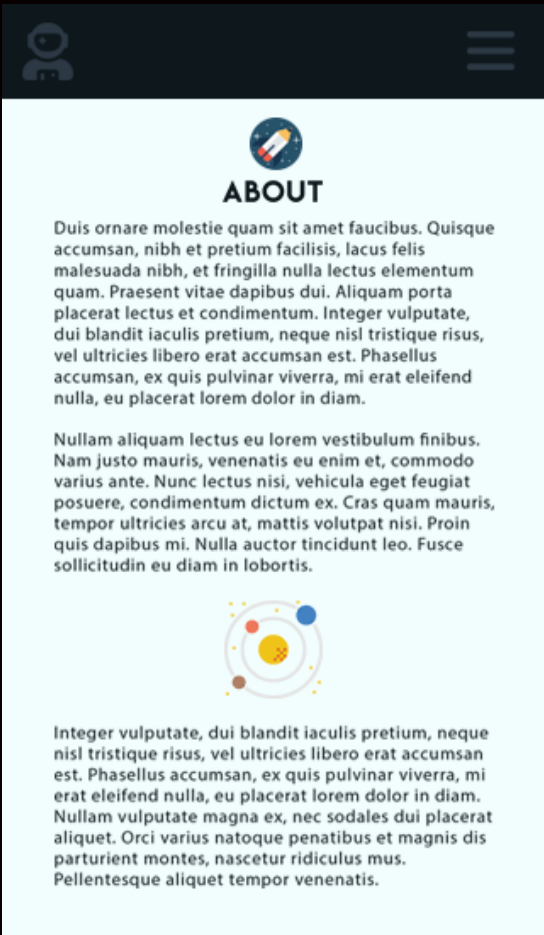 ABOUT
Duis ornare molestie quam sit amet faucibus. Quisque
accumsan, nibh et pretium facilisis, lacus felis
malesuada nibh, et fringilla nulla lectus elementum
quam. Praesent vitae dapibus dui. Aliquam porta
placerat lectus et condimentum. Integer vulputate,
dui blandit iaculis pretium, neque nisl tristique risus,
vel ultricies libero erat accumsan est. Phasellus
accumsan, ex quis pulvinar viverra, mi erat eleifend
nulla, eu placerat lorem dolor in diam.
Nullam aliquam lectus eu lorem vestibulum finibus.
Nam justo mauris, venenatis eu enim et, commodo
varius ante. Nunc lectus nisi, vehicula eget feugiat
posuere, condimentum dictum ex. Cras quam mauris,
tempor ultricies arcu at, mattis volutpat nisi. Proin
quis dapibus mi. Nulla auctor tincidunt leo. Fusce
sollicitudin eu diam in lobortis.
Integer vulputate, dui blandit iaculis pretium, neque
nisl tristique risus, vel ultricies libero erat accumsan
est. Phasellus accumsan, ex quis pulvinar viverra, mi
erat eleifend nulla, eu placerat lorem dolor in diam.
Nullam vulputate magna ex, nec sodales dui placerat
aliquet. Orci varius natoque penatibus et magnis dis
parturient montes, nascetur ridiculus mus.
Pellentesque aliquet tempor venenatis.